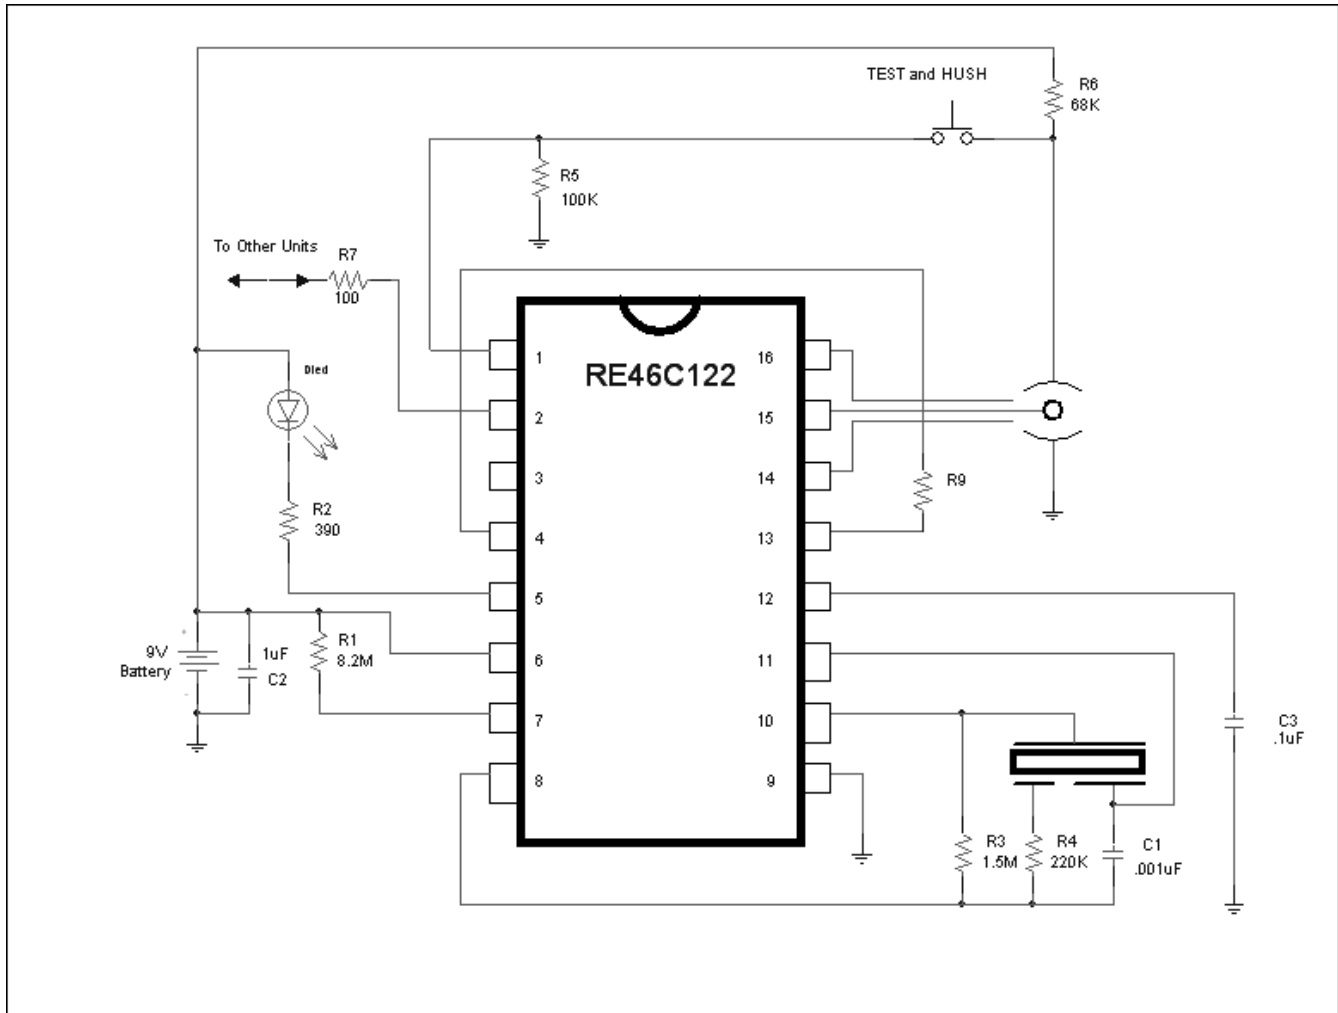 TEST and HUSH
R6
68K
R5
100K
To Other Units
R7
100
Dled
RE46C122
1
16
2
15
3
14
R9
R2
390
4
13
5
12
9V
Battery
1uF
C2
R1
8.2M
6
11
7
10
C3
.1uF
8
9
R3
1.5M
R4
220K
C1
.001uF